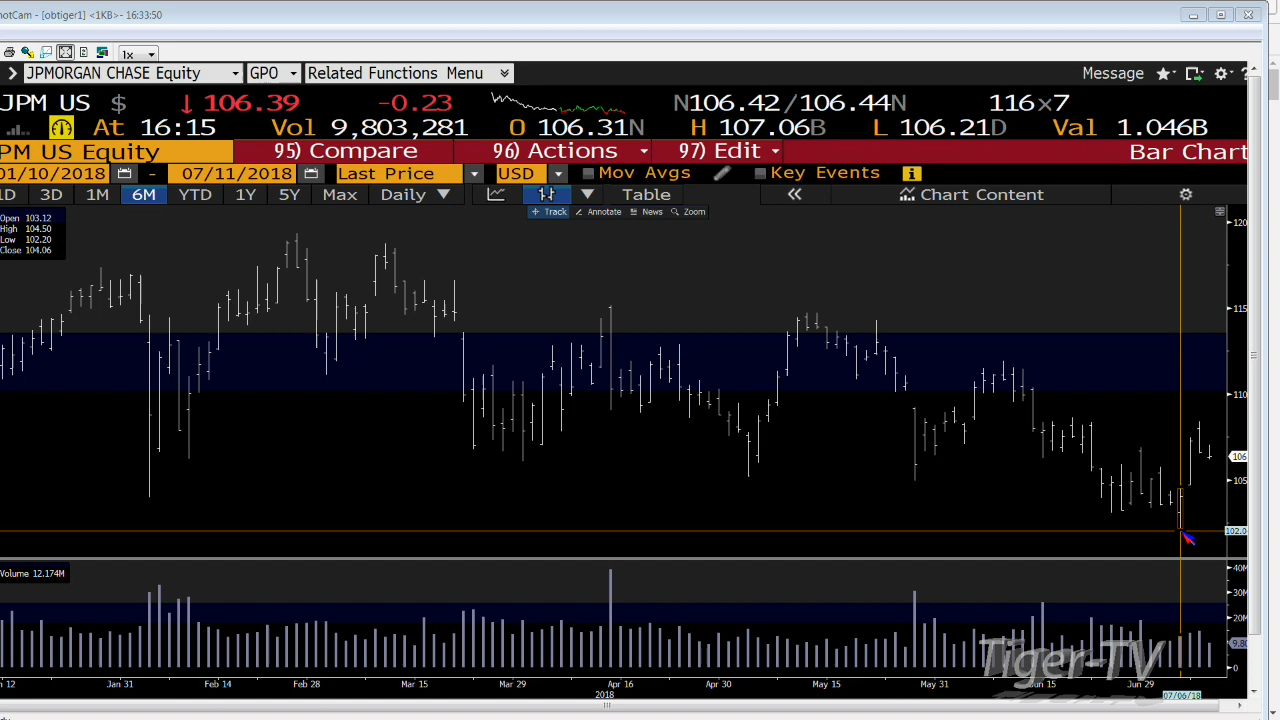 notCam - [obtiger1] <1KB>- 16:33:50
1x
JPMORGAN CHASE Equity GPO Related Functions Menu Message
JPM US $ ↓ 106.39 -0.23 N106.42/106.44N 116x7
At 16:15 Vol 9,803,281 O 106.31N H 107.06B L 106.21D Val 1.046B
PM US Equity 95) Compare 96) Actions 97) Edit Bar Chart
01/10/2018 - 07/11/2018 Last Price USD Mov Avgs Key Events
1D 3D 1M 6M YTD 1Y 5Y Max Daily Table « Chart Content
Track Annotate News Zoom
Open 103.12
High 104.50
Low 102.20
Close 104.06
120
115
110
106
105
102.0
Volume 12.174M
40M
30M
20M
9.80
0
Tiger-TV
n 12 Jan 31 Feb 14 Feb 28 Mar 15 Mar 29 Apr 16 Apr 30 May 15 May 31 Jun 15 Jun 29
2018 07/06/18